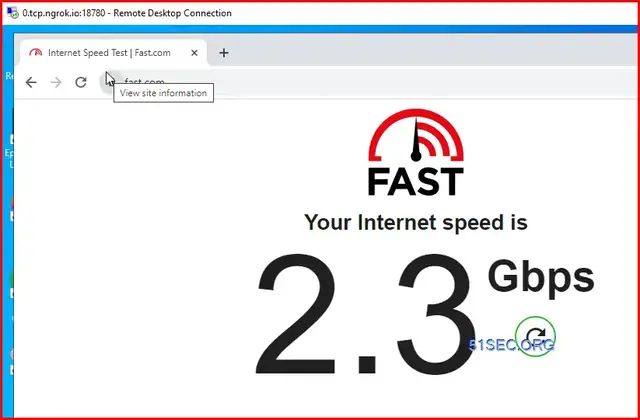 0.tcp.ngrok.io:18780 - Remote Desktop Connection
Internet Speed Test | Fast.com
fast.com
View site information
FAST
Your Internet speed is
2.3 Gbps
51SEC.ORG